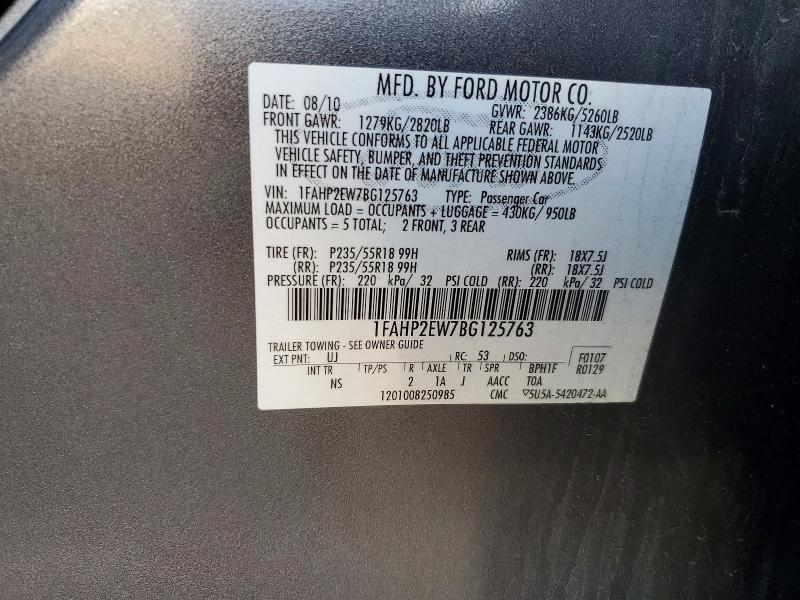 MFD. BY FORD MOTOR CO.
DATE: 08/10 GVWR: 2386KG/5260LB
FRONT GAWR: 1279KG/2820LB REAR GAWR: 1143KG/2520LB
THIS VEHICLE CONFORMS TO ALL APPLICABLE FEDERAL MOTOR
VEHICLE SAFETY, BUMPER, AND THEFT PREVENTION STANDARDS
IN EFFECT ON THE DATE OF MANUFACTURE SHOWN ABOVE.
VIN: 1FAHP2EW7BG125763 TYPE: Passenger Car
MAXIMUM LOAD = OCCUPANTS + LUGGAGE = 430KG/ 950LB
OCCUPANTS = 5 TOTAL; 2 FRONT, 3 REAR
TIRE (FR): P235/55R18 99H RIMS (FR): 18X7.5J
(RR): P235/55R18 99H (RR): 18X7.5J
PRESSURE (FR): 220 kPa/ 32 PSI COLD (RR): 220 kPa/ 32 PSI COLD
1FAHP2EW7BG125763
TRAILER TOWING - SEE OWNER GUIDE
EXT PNT: UJ RC: 53 DSO: F0107
INT TR TP/PS R AXLE TR SPR BPH1F R0129
NS 2 1A J AACC TOA
1201008250985 CMC ▽5U5A-5420472-AA